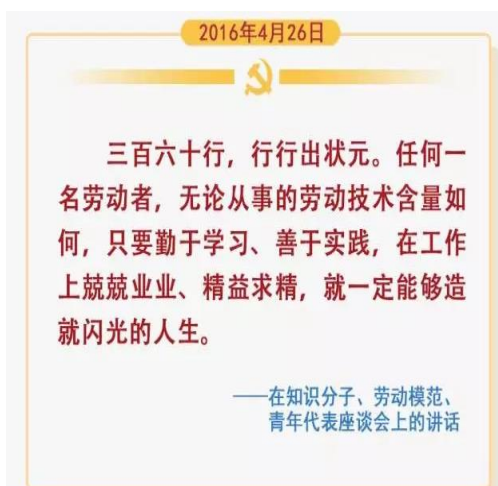 2016年4月26日
三百六十行，行行出状元。任何一
名劳动者，无论从事的劳动技术含量如
何，只要勤于学习、善于实践，在工作
上兢兢业业、精益求精，就一定能够造
就闪光的人生。
——在知识分子、劳动模范、
青年代表座谈会上的讲话